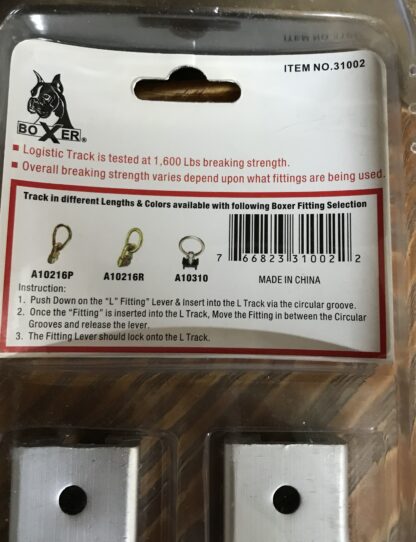 ITEM NO.31002
BOXER®
▪ Logistic Track is tested at 1,600 Lbs breaking strength.
▪ Overall breaking strength varies depend upon what fittings are being used.
Track in different Lengths & Colors available with following Boxer Fitting Selection
A10216P A10216R A10310
7 66823 31002 2
MADE IN CHINA
Instruction:
1. Push Down on the "L" Fitting" Lever & Insert into the L Track via the circular groove.
2. Once the "Fitting" is inserted into the L Track, Move the Fitting in between the Circular
Grooves and release the lever.
3. The Fitting Lever should lock onto the L Track.